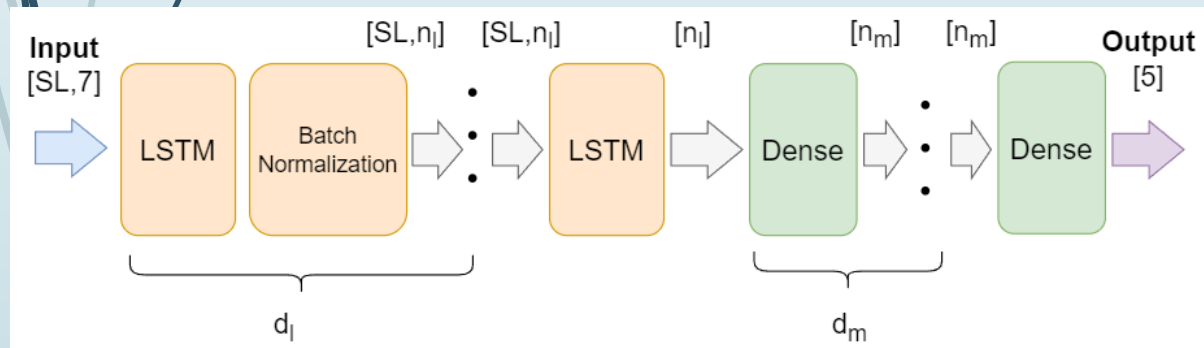 Input
[SL,7]
LSTM
Batch
Normalization
[SL,nₗ]
[SL,nₗ]
LSTM
[nₗ]
Dense
[nₘ]
[nₘ]
Dense
Output
[5]
dₗ
dₘ